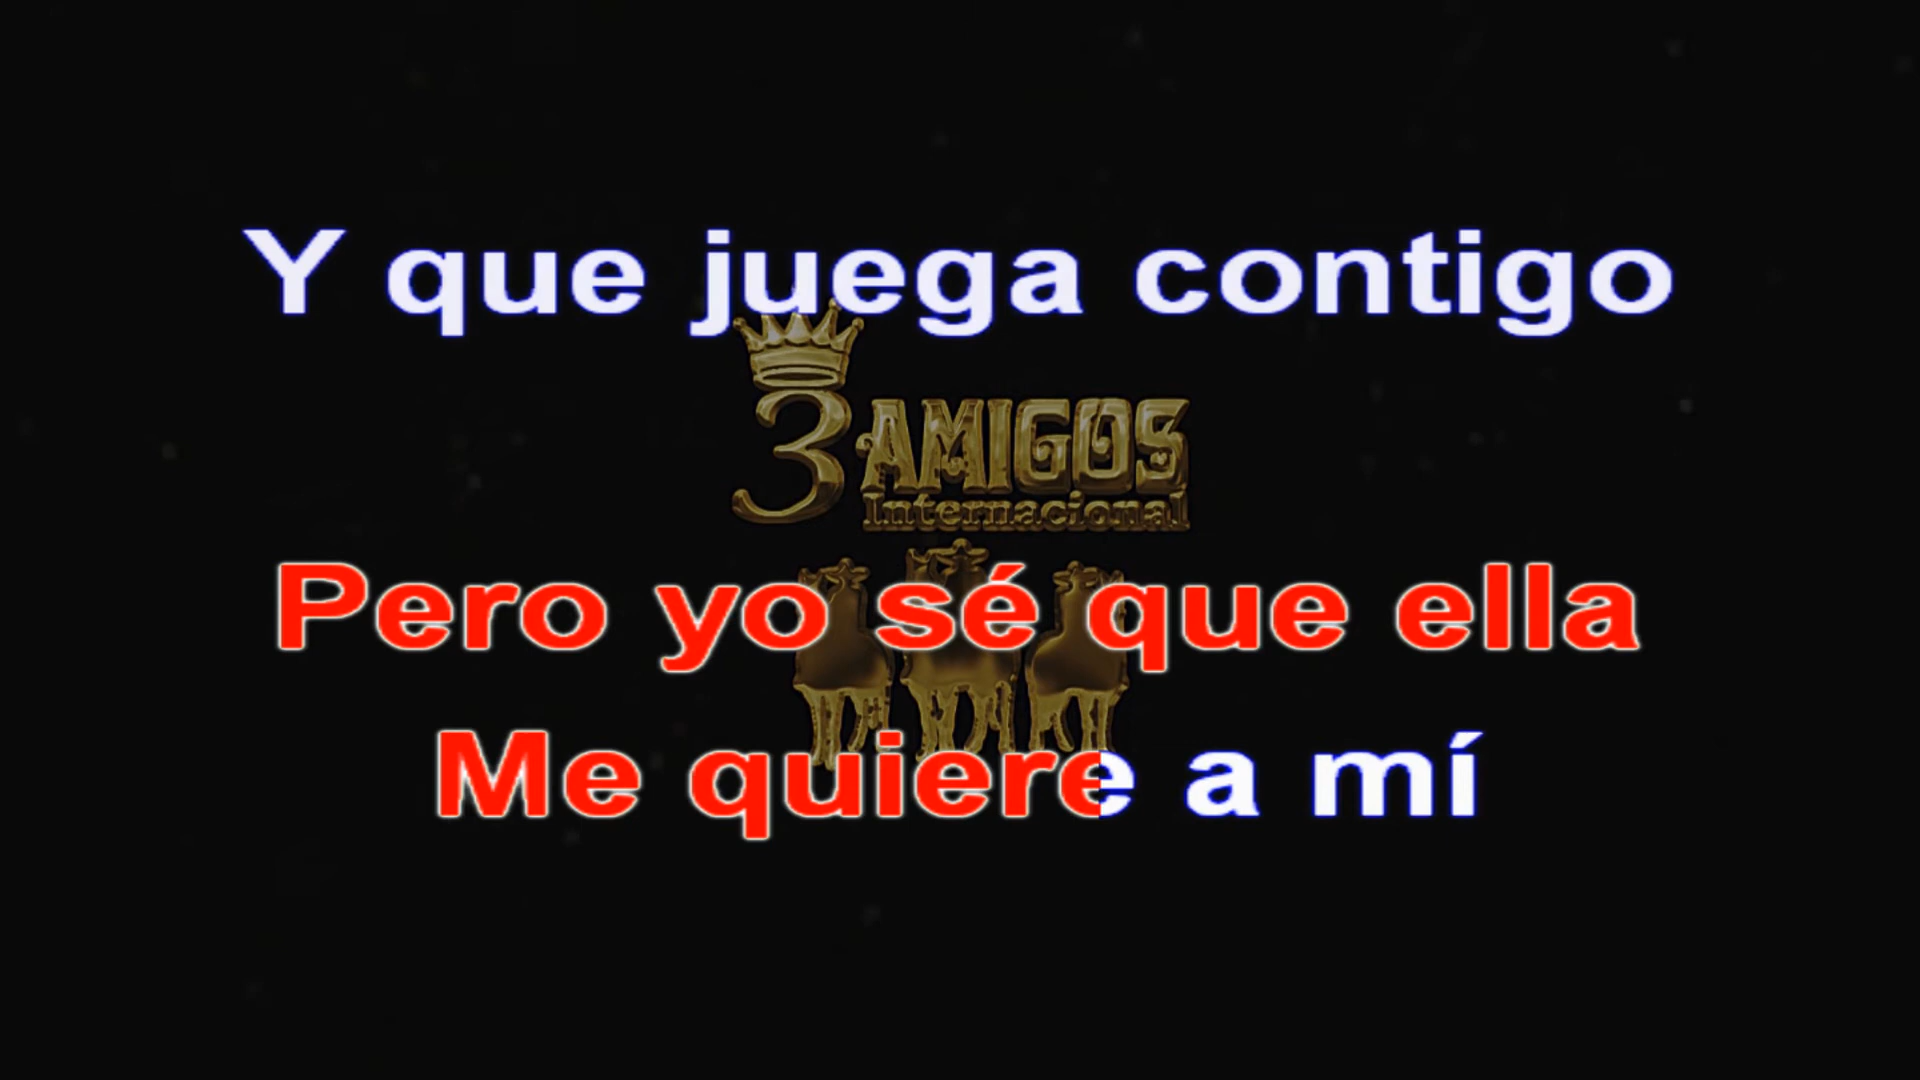 Y que juega contigo
3 AMIGOS
Internacional
Pero yo sé que ella
Me quiere a mí